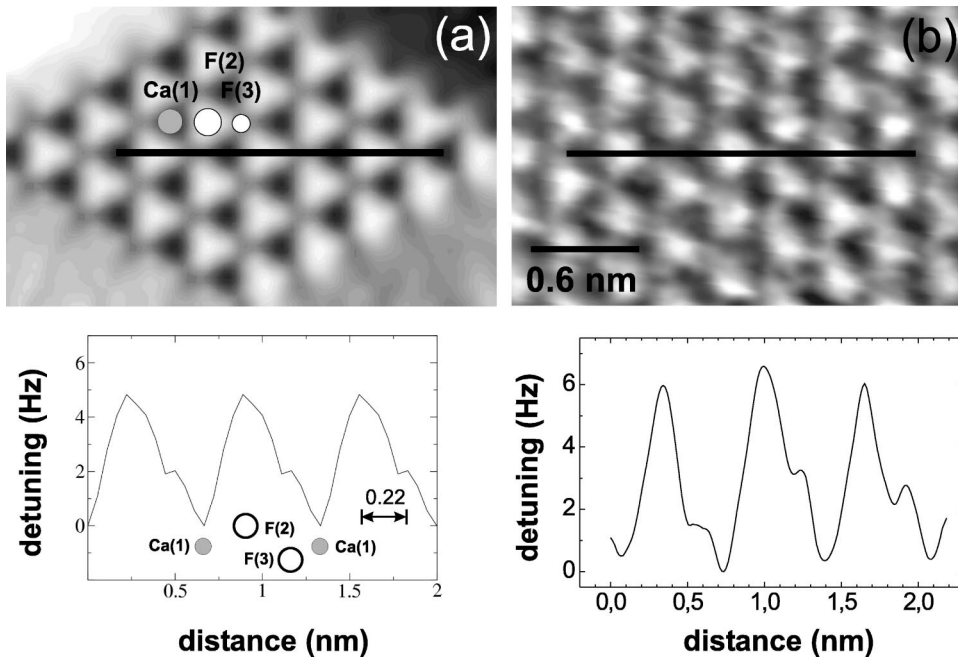 (a)
F(2)
Ca(1) F(3)
(b)
0.6 nm
detuning (Hz)
6
4
2
0
0.22
F(2)
Ca(1) Ca(1)
F(3)
0.5 1 1.5 2
distance (nm)
detuning (Hz)
6
4
2
0
0,0 0,5 1,0 1,5 2,0
distance (nm)